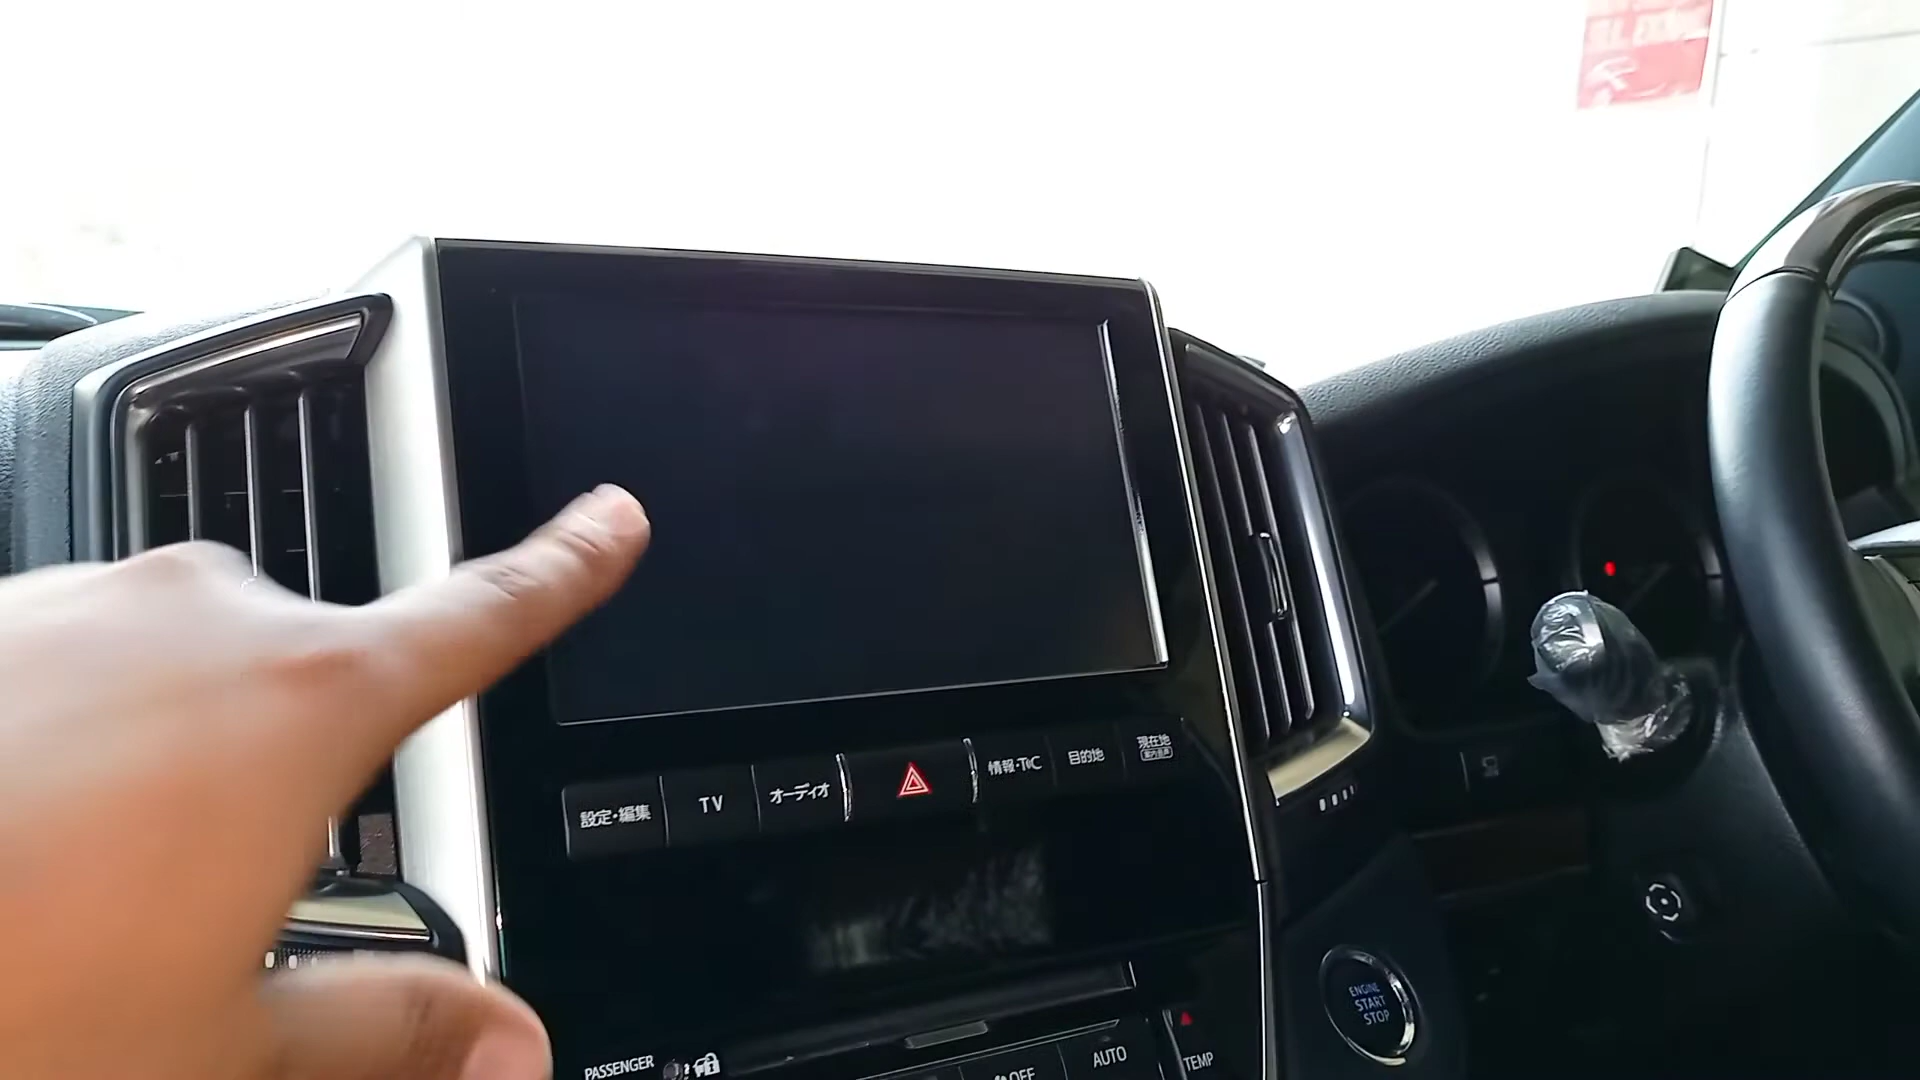 設定・編集
TV
オーディオ
情報・TC
目的地
現在地
ENGINE
START
STOP
PASSENGER
OFF
AUTO
TEMP